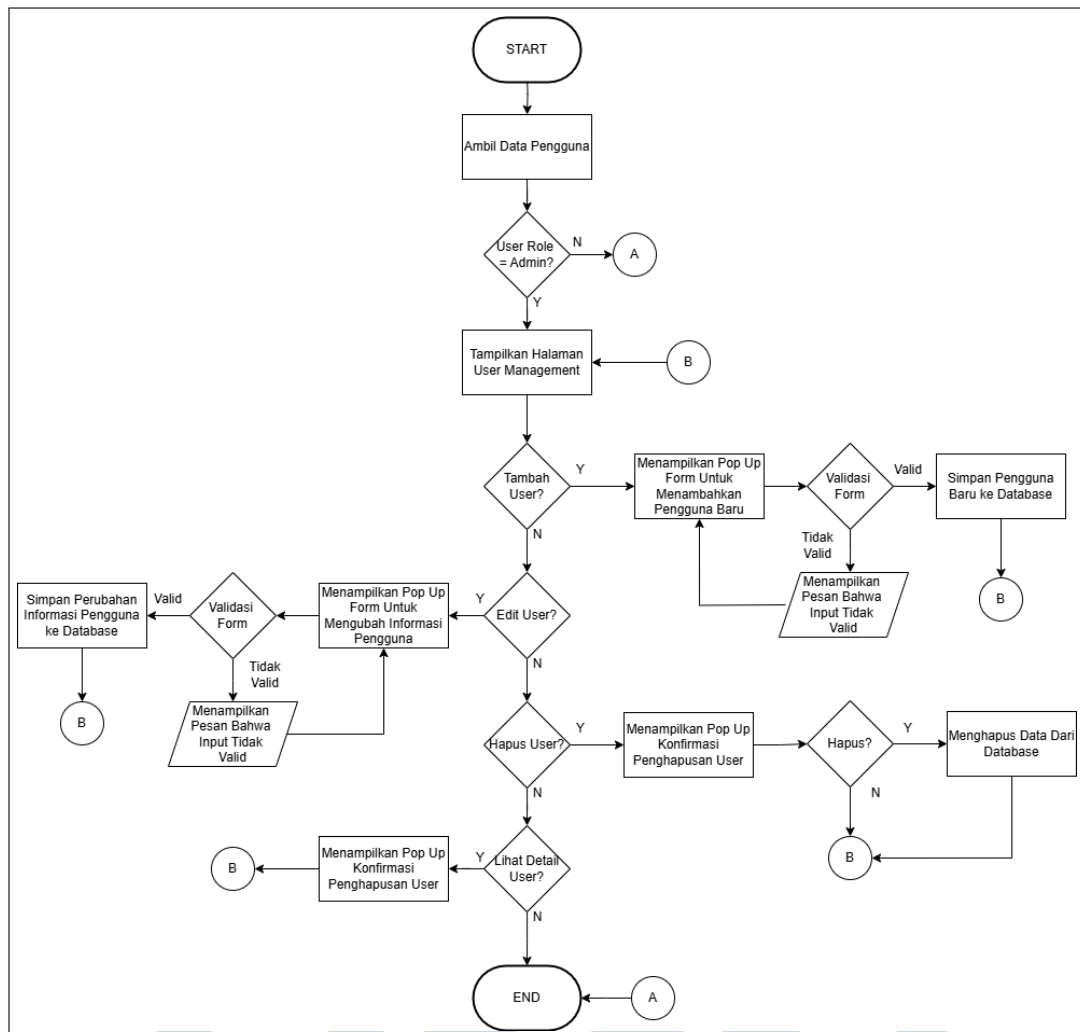 START
Ambil Data Pengguna
User Role
= Admin?
N
A
Y
Tampilkan Halaman
User Management
B
Tambah
User?
Y
Menampilkan Pop Up
Form Untuk
Menambahkan
Pengguna Baru
Validasi
Form
Valid
Simpan Pengguna
Baru ke Database
N
Tidak
Valid
Menampilkan
Pesan Bahwa
Input Tidak
Valid
B
Edit User?
Y
Menampilkan Pop Up
Form Untuk
Mengubah Informasi
Pengguna
Validasi
Form
Valid
Simpan Perubahan
Informasi Pengguna
ke Database
N
Tidak
Valid
Menampilkan
Pesan Bahwa
Input Tidak
Valid
B
Hapus User?
Y
Menampilkan Pop Up
Konfirmasi
Penghapusan User
Hapus?
Y
Menghapus Data Dari
Database
N
N
B
Lihat Detail
User?
Y
Menampilkan Pop Up
Konfirmasi
Penghapusan User
B
N
END
A